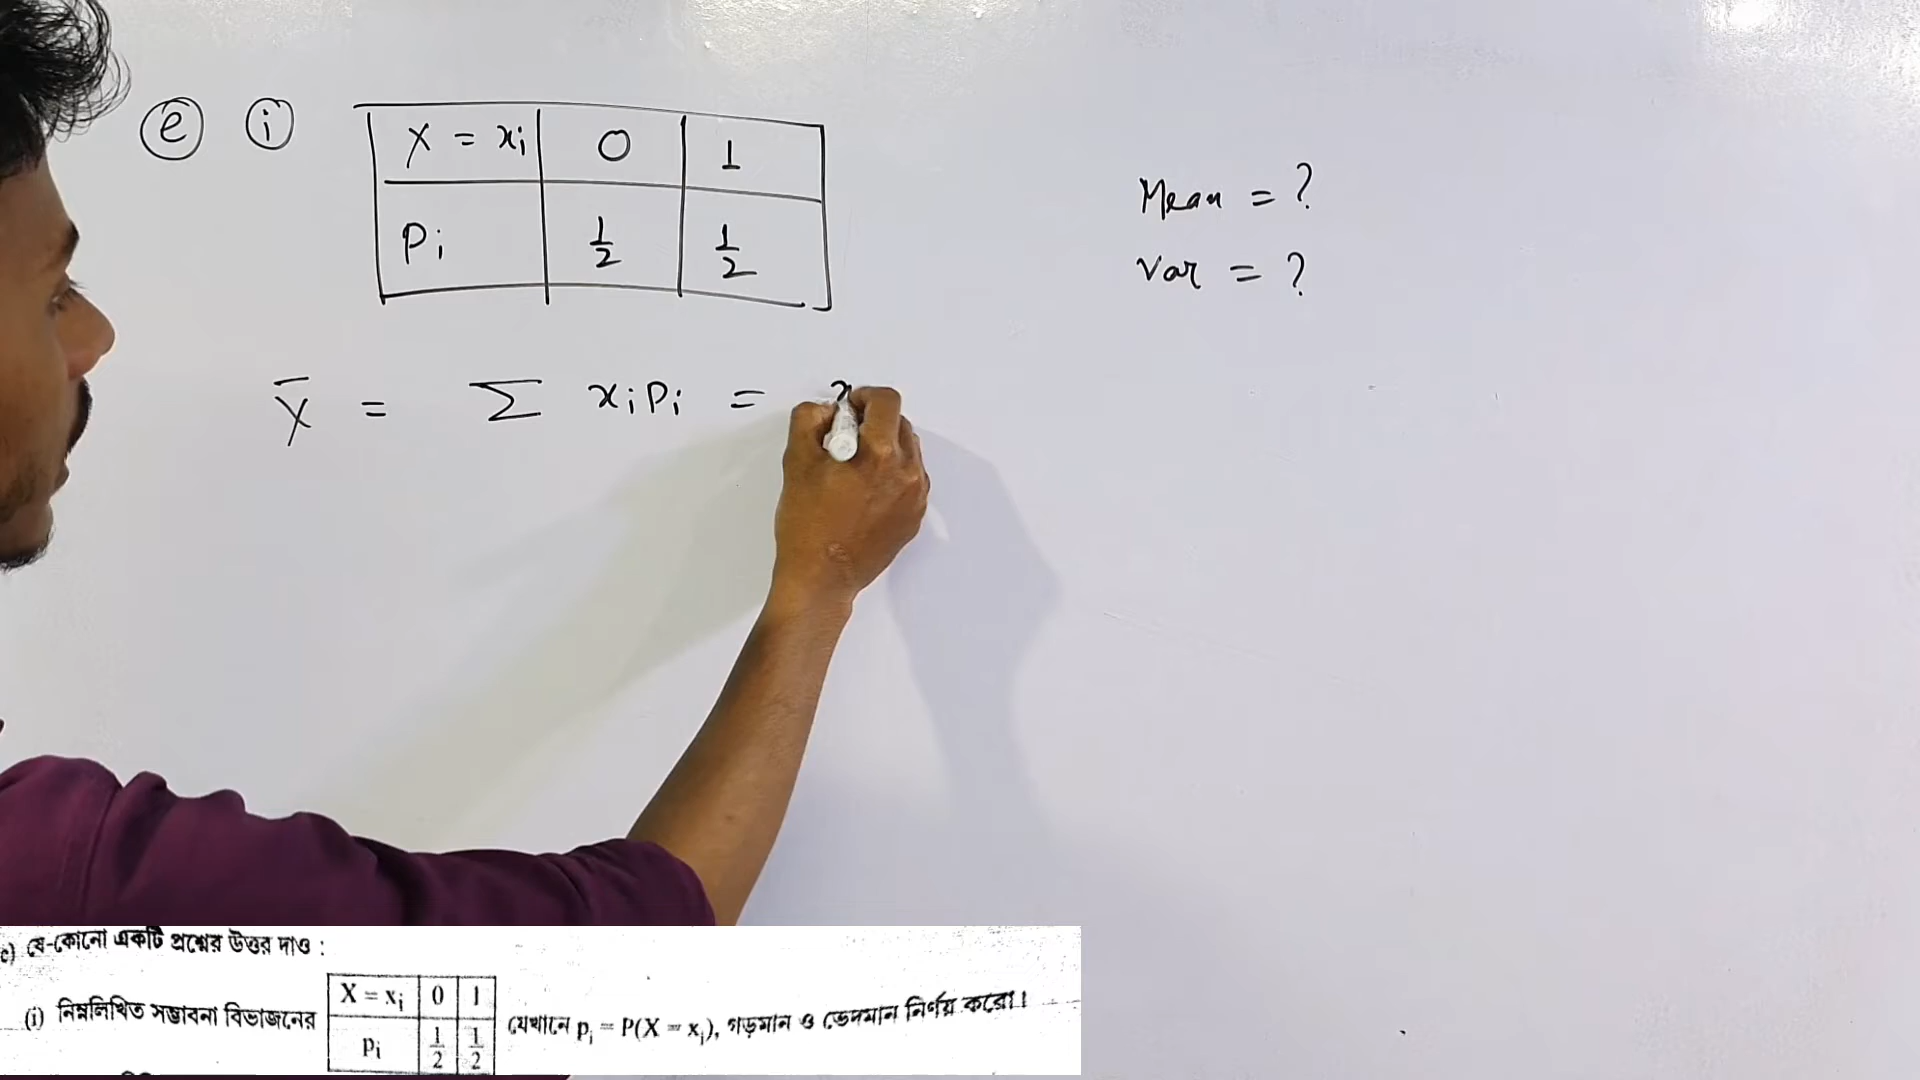 e i
X = xi 0 1
Pi 1/2 1/2
Mean = ?
Var = ?
X̄ = Σ xiPi = x
e) যে-কোনো একটি প্রশ্নের উত্তর দাও :
(i) নিম্নলিখিত সম্ভাবনা বিভাজনের
X = xi 0 1
pi 1/2 1/2
যেখানে pi = P(X = xi), গড়মান ও ভেদমান নির্ণয় করো।